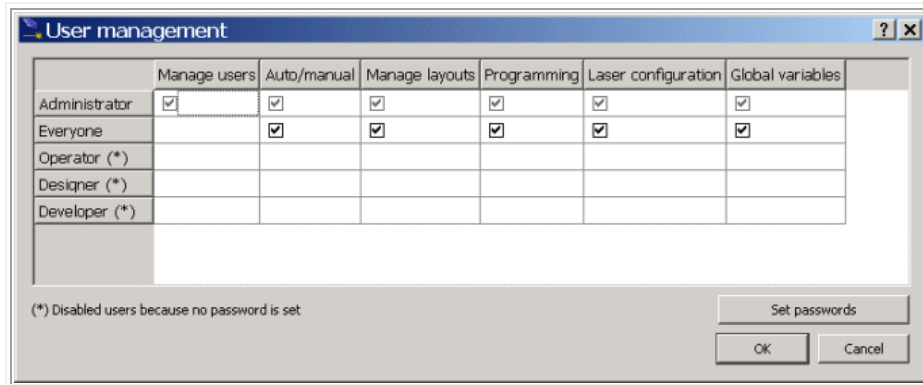 User management
Manage users Auto/manual Manage layouts Programming Laser configuration Global variables
Administrator
Everyone
Operator (*)
Designer (*)
Developer (*)
(*) Disabled users because no password is set
Set passwords
OK Cancel